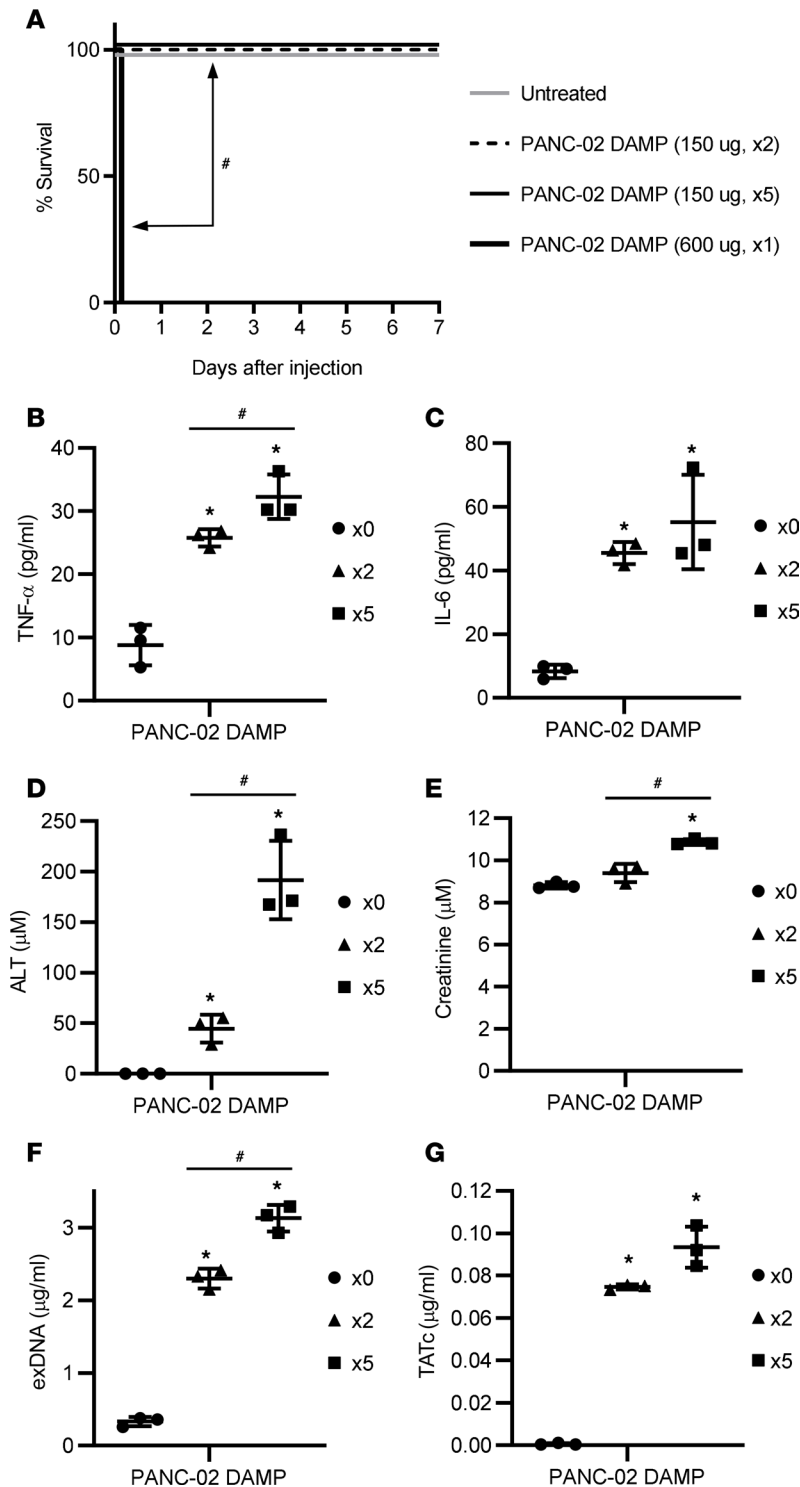 A
100
50
0
% Survival
#
0 1 2 3 4 5 6 7
Days after injection
Untreated
PANC-02 DAMP (150 ug, x2)
PANC-02 DAMP (150 ug, x5)
PANC-02 DAMP (600 ug, x1)
B
#
40
30
20
10
0
TNF-α (pg/ml)
*
*
x0
x2
x5
PANC-02 DAMP
C
80
60
40
20
0
IL-6 (pg/ml)
*
*
x0
x2
x5
PANC-02 DAMP
D
#
250
200
150
100
50
0
ALT (μM)
*
*
x0
x2
x5
PANC-02 DAMP
E
#
12
10
8
6
4
2
0
Creatinine (μM)
*
x0
x2
x5
PANC-02 DAMP
F
#
3
2
1
0
exDNA (μg/ml)
*
*
x0
x2
x5
PANC-02 DAMP
G
0.12
0.10
0.08
0.06
0.04
0.02
0.00
TATc (μg/ml)
*
*
x0
x2
x5
PANC-02 DAMP